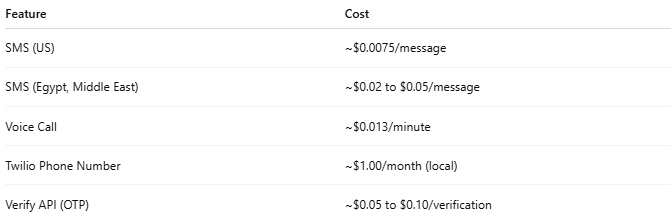 Feature Cost
SMS (US) ~$0.0075/message
SMS (Egypt, Middle East) ~$0.02 to $0.05/message
Voice Call ~$0.013/minute
Twilio Phone Number ~$1.00/month (local)
Verify API (OTP) ~$0.05 to $0.10/verification